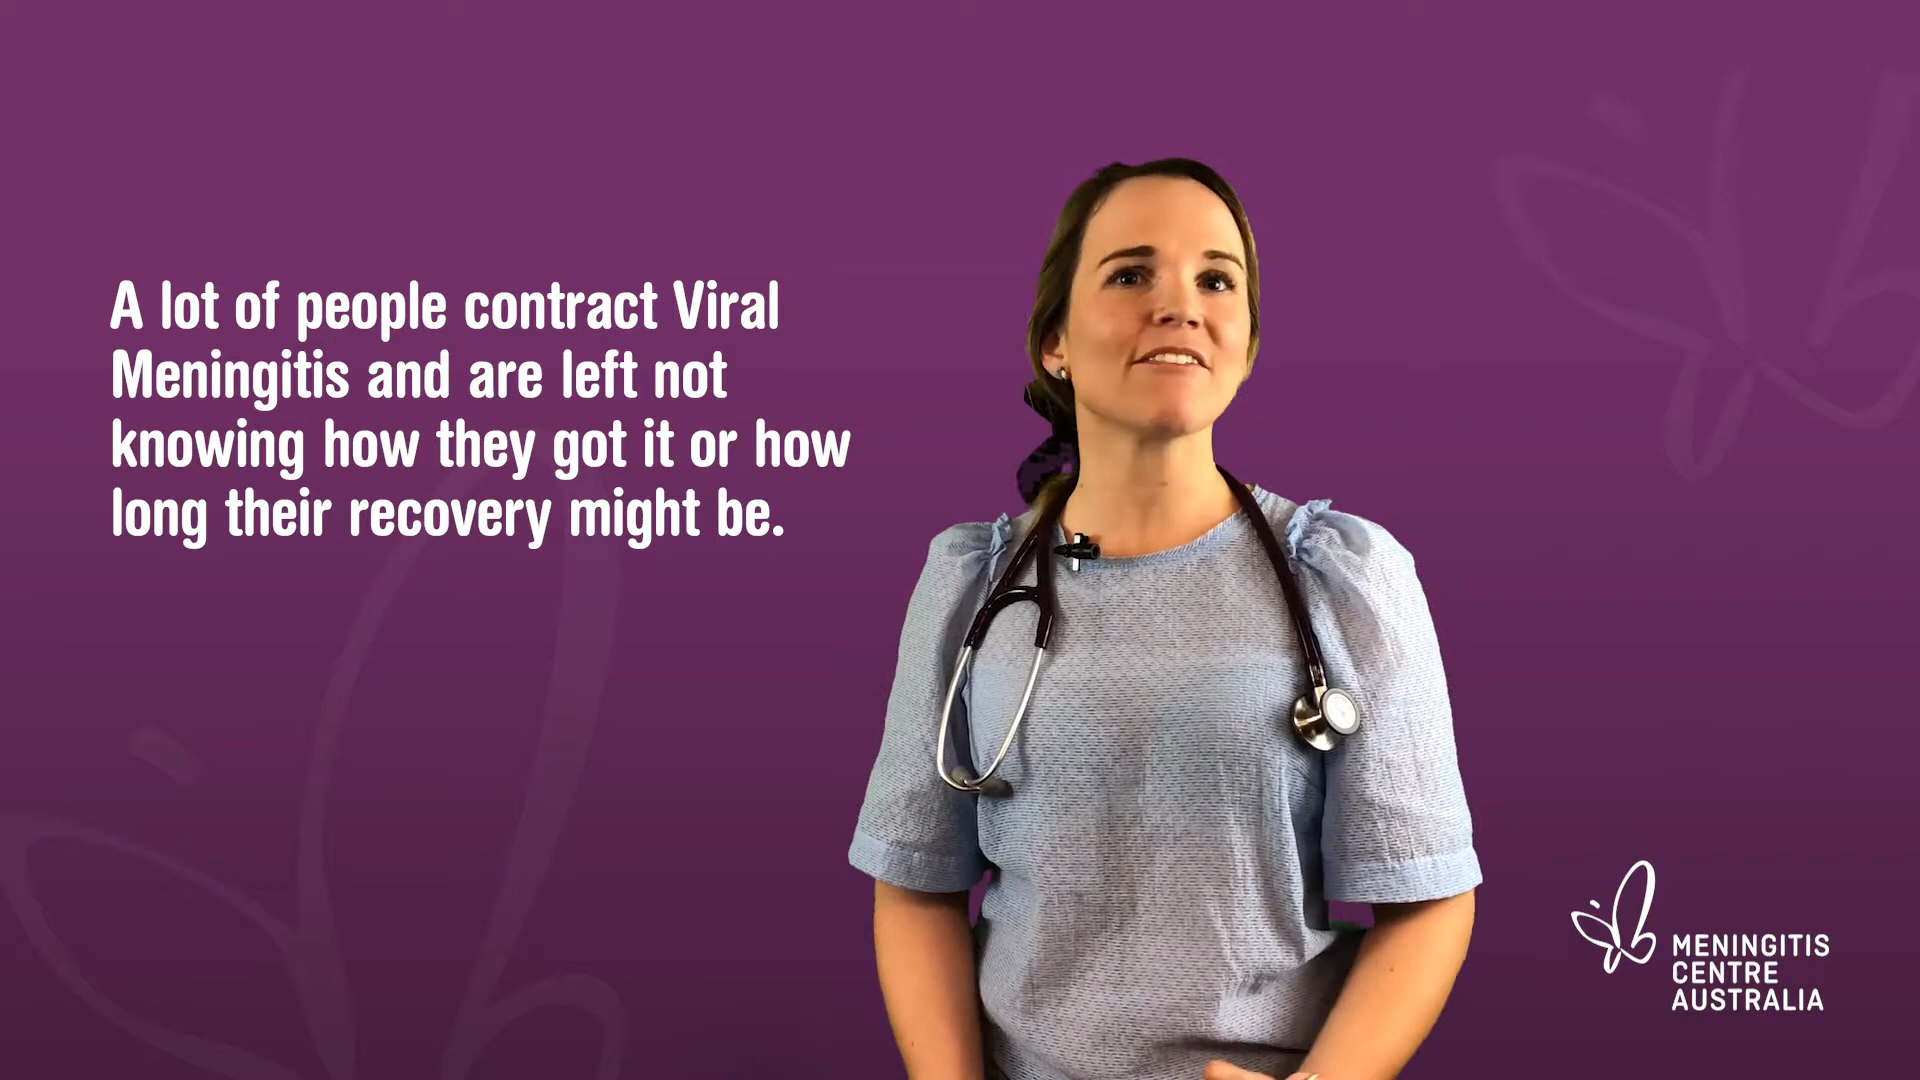 A lot of people contract Viral
Meningitis and are left not
knowing how they got it or how
long their recovery might be.
MENINGITIS
CENTRE
AUSTRALIA